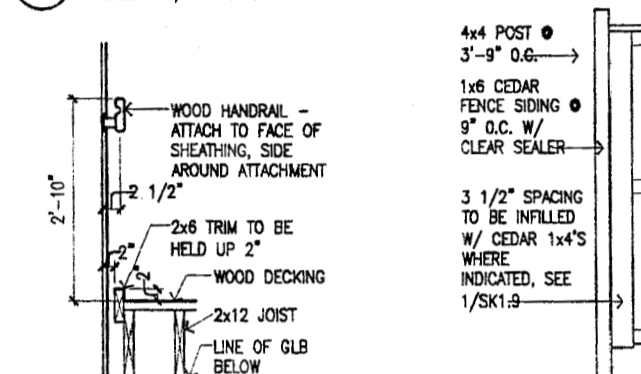 WOOD HANDRAIL –
ATTACH TO FACE OF
SHEATHING, SIDE
AROUND ATTACHMENT
2'-10"
2 1/2"
2x6 TRIM TO BE
HELD UP 2"
2"
2"
WOOD DECKING
2x12 JOIST
LINE OF GLB
BELOW
4x4 POST @
3'-9" O.C.
1x6 CEDAR
FENCE SIDING @
9" O.C. W/
CLEAR SEALER
3 1/2" SPACING
TO BE INFILLED
W/ CEDAR 1x4'S
WHERE
INDICATED, SEE
1/SK1.9